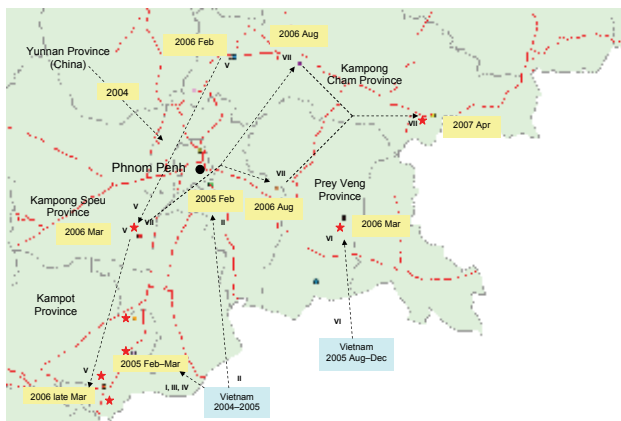 2006 Feb
2006 Aug
Yunnan Province
(China)
V
VII
Kampong
Cham Province
2004
VII
2007 Apr
Phnom Penh
VII
Prey Veng
Province
Kampong Speu
Province
V
VII
2005 Feb
2006 Aug
II
2006 Mar
V
2006 Mar
VI
Kampot
Province
VI
Vietnam
2005 Aug–Dec
2005 Feb–Mar
V
II
I, III, IV
2006 late Mar
Vietnam
2004–2005